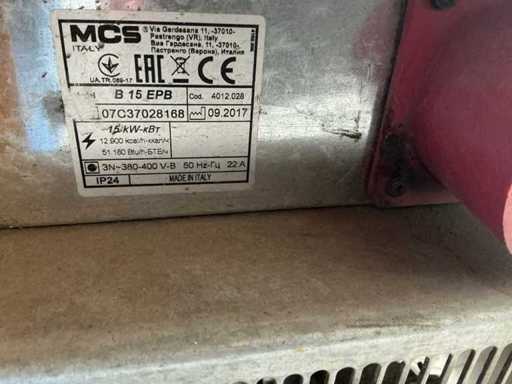 MCS
ITALY
Via Gardesana 11, -37010-
Pastrengo (VR), Italy
Виа Гардесана, 11, -37010-
Пастренго (Верона), Италия
UA.TR.089-17
EAC
CE
B 15 EPB
Cod. 4012.028
07C37028168
09.2017
15/kW-кВт
12.900 kcal/h-ккал/ч
51.180 Btu/h-БТЕ/ч
3N~380-400 V-B 50 Hz-Гц 22 A
IP24
MADE IN ITALY